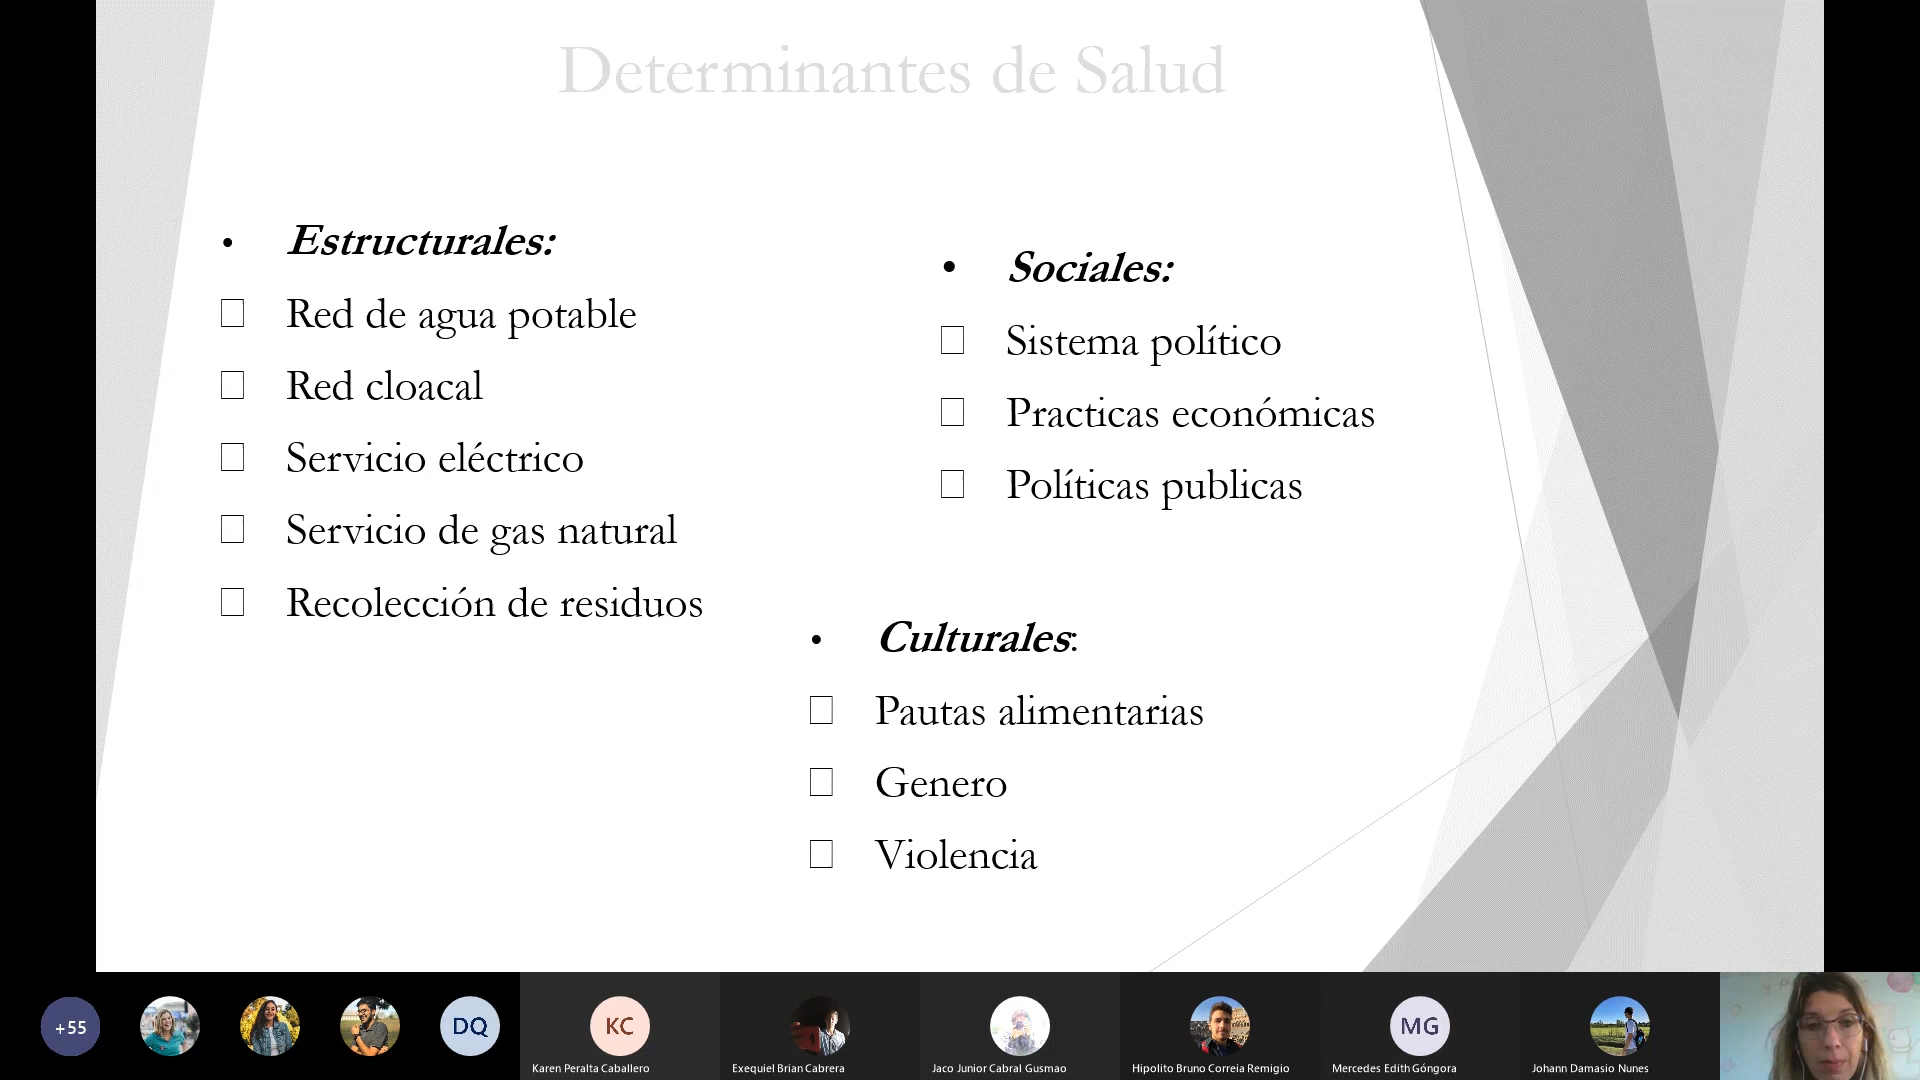 Determinantes de Salud
• Estructurales:
Red de agua potable
Red cloacal
Servicio eléctrico
Servicio de gas natural
Recolección de residuos
• Sociales:
Sistema político
Practicas económicas
Políticas publicas
• Culturales:
Pautas alimentarias
Genero
Violencia
+55
DQ
KC
MG
Karen Peralta Caballero
Exequiel Brian Cabrera
Jaco Junior Cabral Gusmao
Hipolito Bruno Correia Remigio
Mercedes Edith Góngora
Johann Damasio Nunes